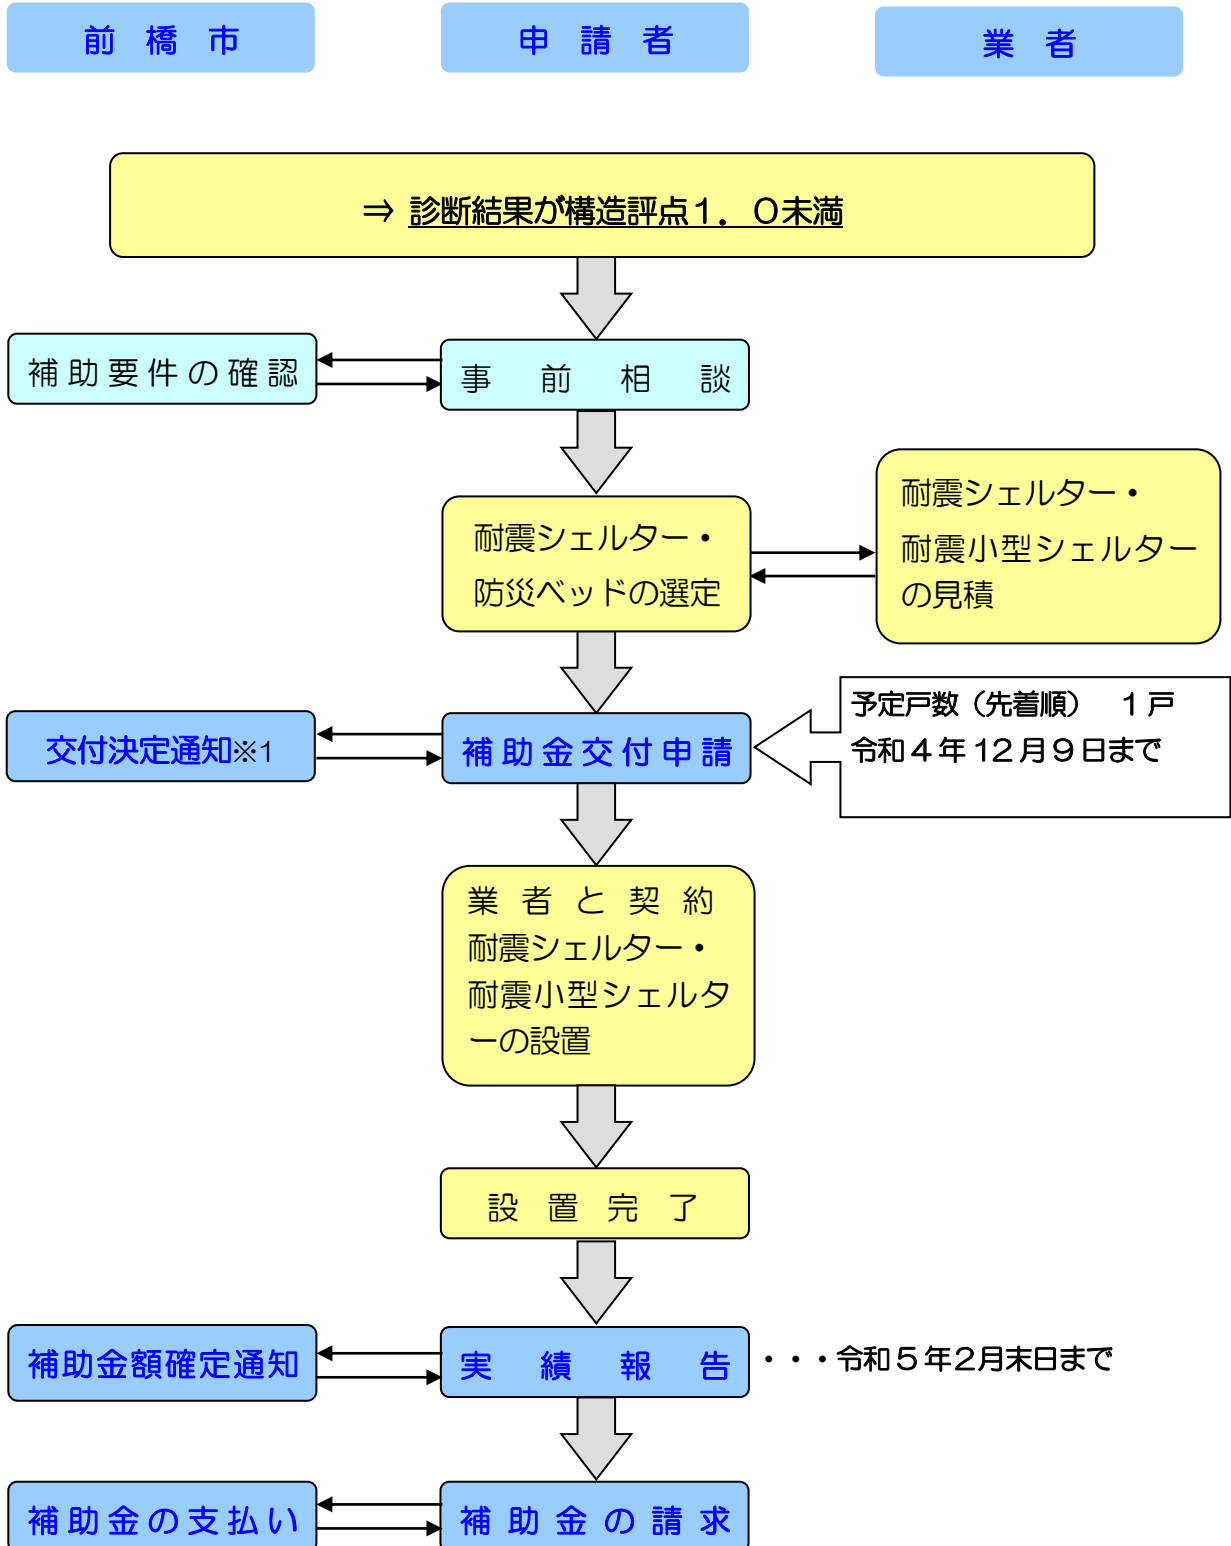 前橋市
申請者
業者
⇒ 診断結果が構造評点１．０未満
補助要件の確認
事前相談
耐震シェルター・
防災ベッドの選定
耐震シェルター・
耐震小型シェルター
の見積
交付決定通知※1
補助金交付申請
予定戸数（先着順）　１戸
令和４年12月９日まで
業者と契約
耐震シェルター・
耐震小型シェルタ
ーの設置
設置完了
補助金額確定通知
実績報告
・・・令和５年２月末日まで
補助金の支払い
補助金の請求